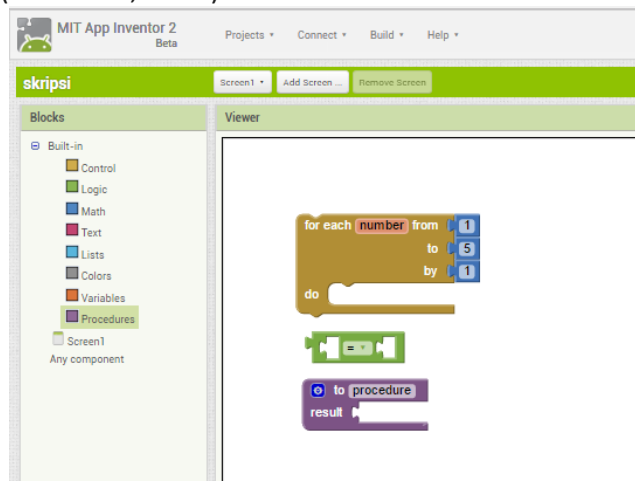 MIT App Inventor 2
Beta
Projects Connect Build Help
skripsi
Screen1 Add Screen ... Remove Screen
Blocks
Viewer
Built-in
Control
Logic
Math
Text
Lists
Colors
Variables
Procedures
Screen1
Any component
for each number from 1
to 5
by 1
do
=
to procedure
result